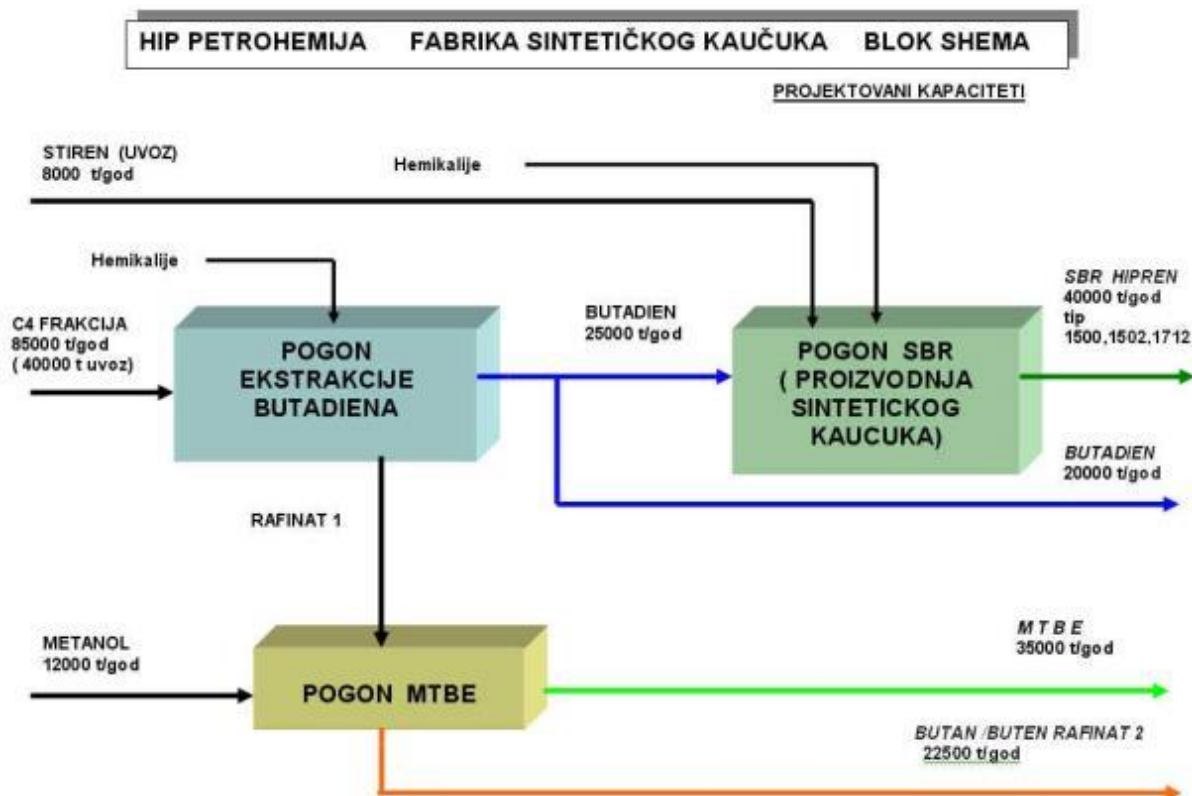 HIP PETROHEMIJA FABRIKA SINTETIČKOG KAUČUKA BLOK SHEMA
PROJEKTOVANI KAPACITETI
STIREN (UVOZ)
8000 t/god
Hemikalije
Hemikalije
C4 FRAKCIJA
85000 t/god
( 40000 t uvoz)
POGON
EKSTRAKCIJE
BUTADIENA
BUTADIEN
25000 t/god
POGON SBR
( PROIZVODNJA
SINTETICKOG
KAUCUKA)
SBR HIPREN
40000 t/god
tip
1500,1502,1712
BUTADIEN
20000 t/god
RAFINAT 1
METANOL
12000 t/god
POGON MTBE
M T B E
35000 t/god
BUTAN /BUTEN RAFINAT 2
22500 t/god